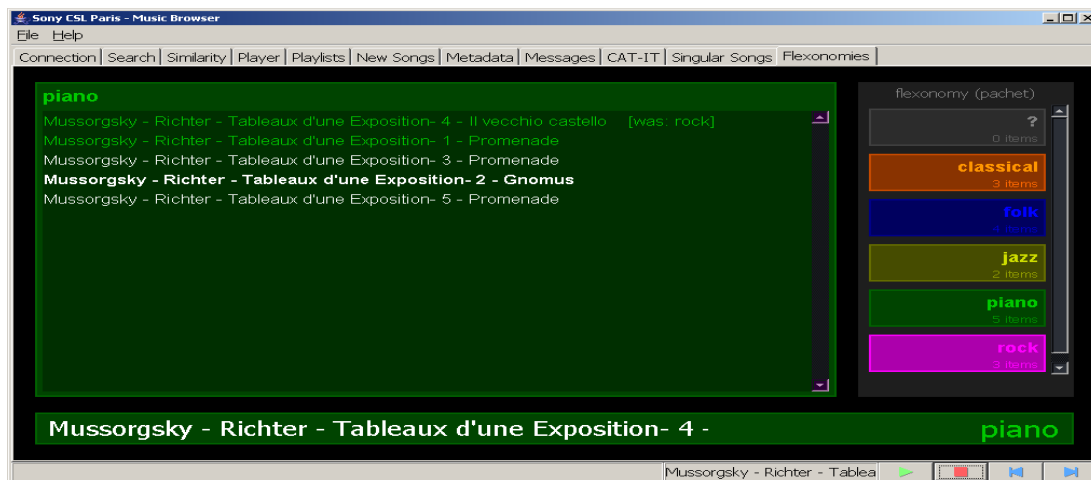 Sony CSL Paris - Music Browser
File Help
Connection Search Similarity Player Playlists New Songs Metadata Messages CAT-IT Singular Songs Flexonomies
piano
Mussorgsky - Richter - Tableaux d'une Exposition- 4 - Il vecchio castello [was: rock]
Mussorgsky - Richter - Tableaux d'une Exposition- 1 - Promenade
Mussorgsky - Richter - Tableaux d'une Exposition- 3 - Promenade
Mussorgsky - Richter - Tableaux d'une Exposition- 2 - Gnomus
Mussorgsky - Richter - Tableaux d'une Exposition- 5 - Promenade
flexonomy (pachet)
?
0 items
classical
3 items
folk
4 items
jazz
2 items
piano
5 items
rock
3 items
Mussorgsky - Richter - Tableaux d'une Exposition- 4 - piano
Mussorgsky - Richter - Tablea